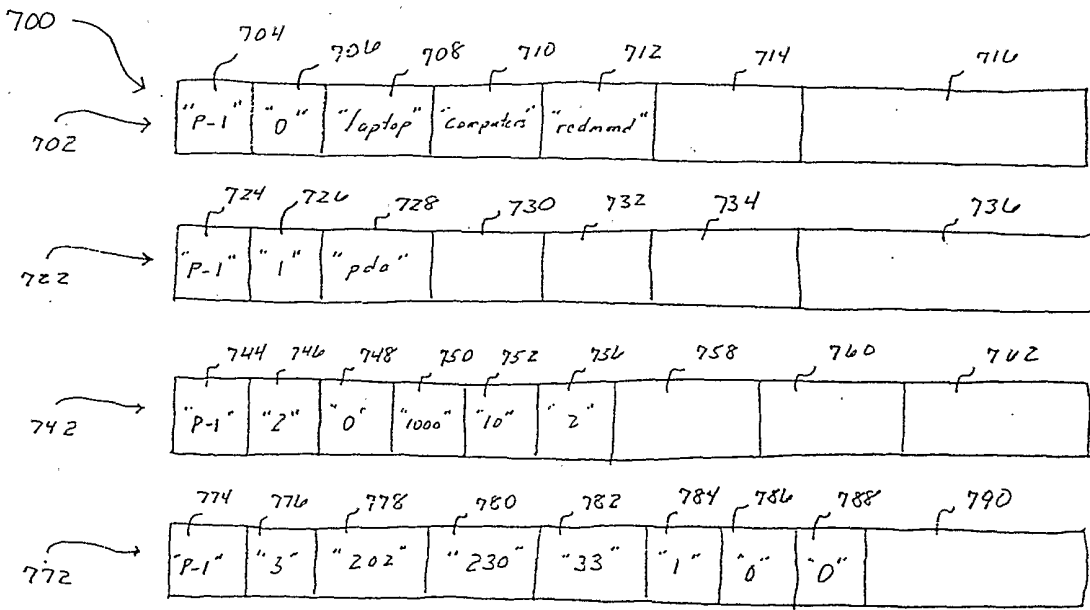 700
704 706 708 710 712 714 716
702 "P-1" "0" "laptop" "computers" "redmmd"
724 726 728 730 732 734 736
722 "P-1" "1" "pda"
744 746 748 750 752 756 758 760 762
742 "P-1" "2" "0" "1000" "10" "2"
774 776 778 780 782 784 786 788 790
772 "P-1" "3" "202" "230" "33" "1" "0" "0"